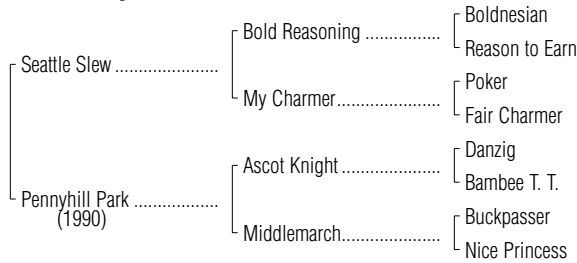 Boldnesian
Bold Reasoning ..................
Reason to Earn
Seattle Slew .........................
Poker
My Charmer.........................
Fair Charmer
Danzig
Ascot Knight ........................
Bambee T. T.
Pennyhill Park ....................
(1990)
Buckpasser
Middlemarch........................
Nice Princess